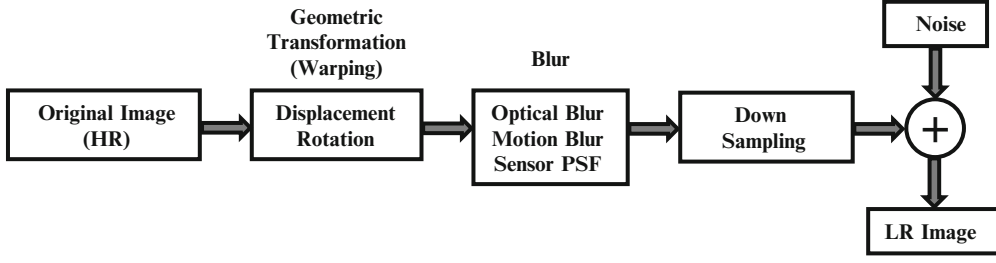 Geometric
Transformation
(Warping)
Blur
Noise
Original Image
(HR)
Displacement
Rotation
Optical Blur
Motion Blur
Sensor PSF
Down
Sampling
+
LR Image